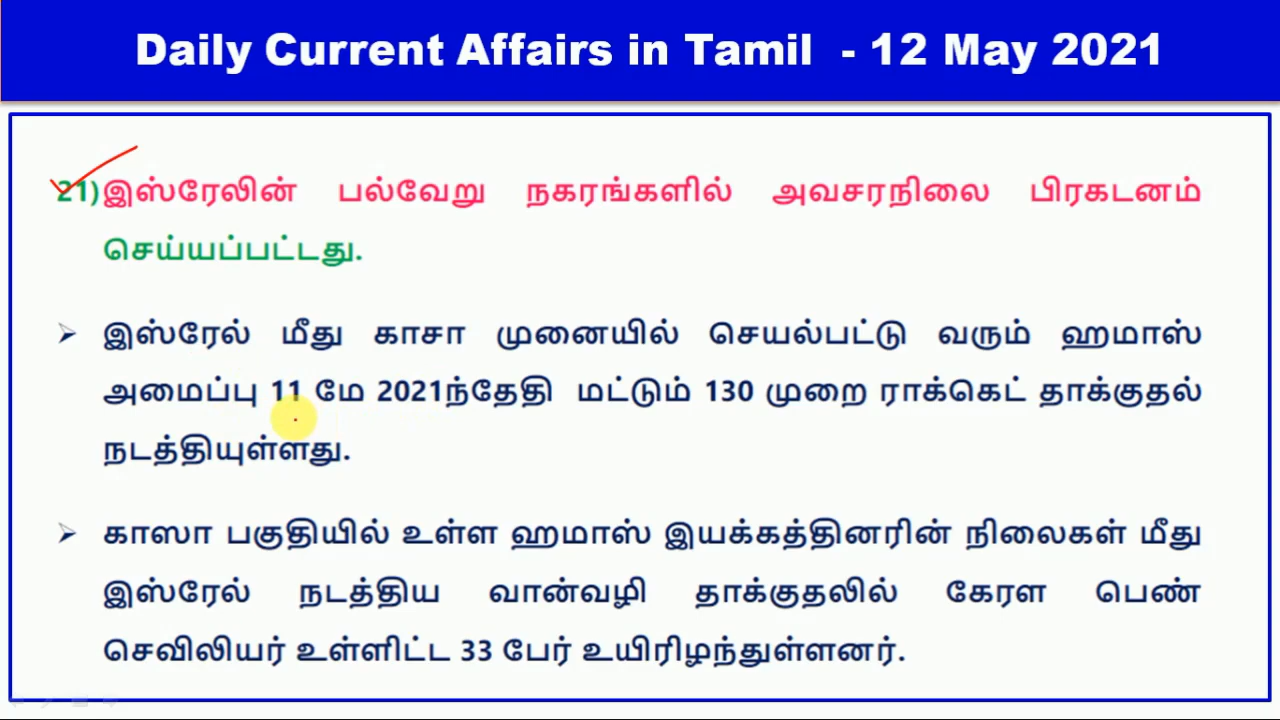 Daily Current Affairs in Tamil - 12 May 2021
21) இஸ்ரேலின் பல்வேறு நகரங்களில் அவசரநிலை பிரகடனம்
செய்யப்பட்டது.
➢ இஸ்ரேல் மீது காசா முனையில் செயல்பட்டு வரும் ஹமாஸ்
அமைப்பு 11 மே 2021ந்தேதி மட்டும் 130 முறை ராக்கெட் தாக்குதல்
நடத்தியுள்ளது.
➢ காஸா பகுதியில் உள்ள ஹமாஸ் இயக்கத்தினரின் நிலைகள் மீது
இஸ்ரேல் நடத்திய வான்வழி தாக்குதலில் கேரள பெண்
செவிலியர் உள்ளிட்ட 33 பேர் உயிரிழந்துள்ளனர்.